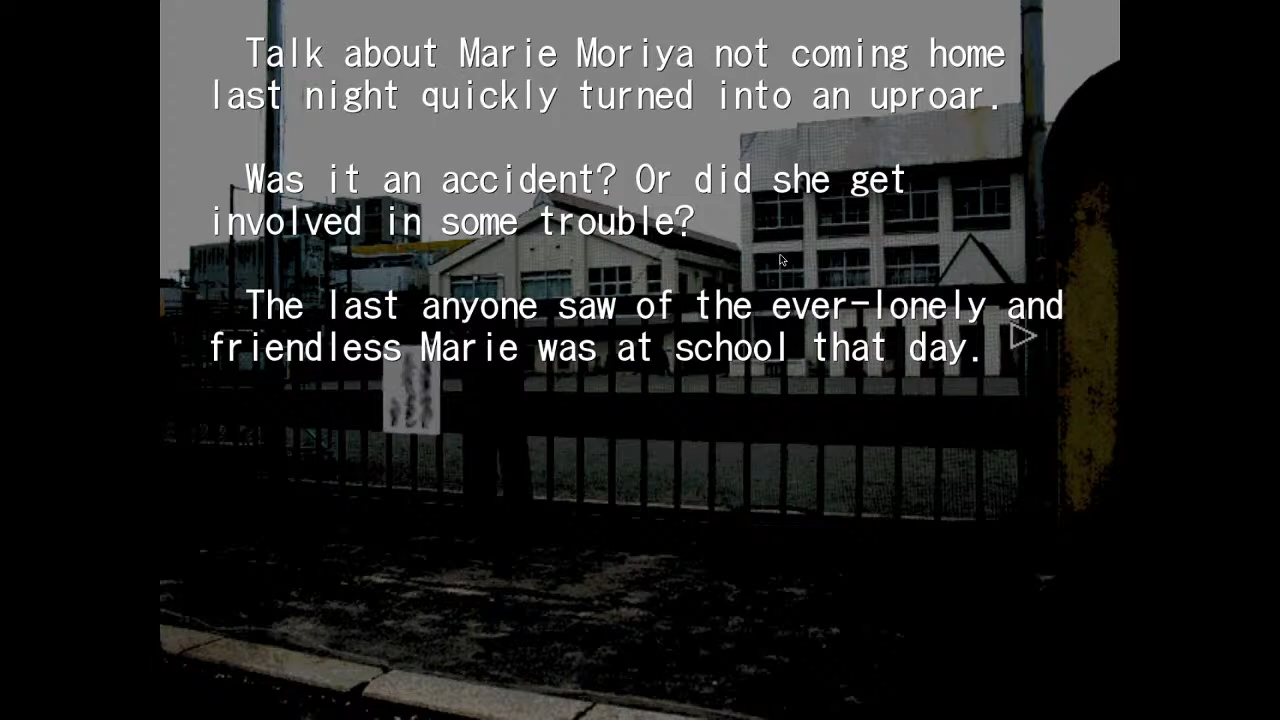 Talk about Marie Moriya not coming home
last night quickly turned into an uproar.
Was it an accident? Or did she get
involved in some trouble?
The last anyone saw of the ever-lonely and
friendless Marie was at school that day.